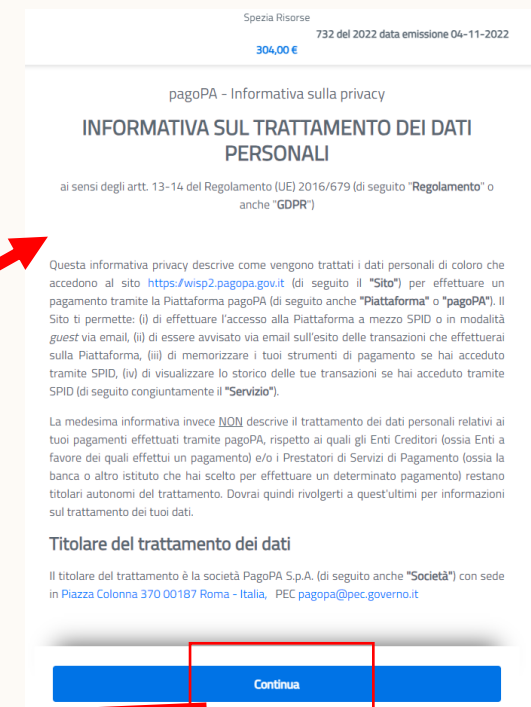 Spezia Risorse
732 del 2022 data emissione 04-11-2022
304,00 €
pagoPA - Informativa sulla privacy
INFORMATIVA SUL TRATTAMENTO DEI DATI
PERSONALI
ai sensi degli artt. 13-14 del Regolamento (UE) 2016/679 (di seguito "Regolamento" o
anche "GDPR")
Questa informativa privacy descrive come vengono trattati i dati personali di coloro che
accedono al sito https://wisp2.pagopa.gov.it (di seguito il "Sito") per effettuare un
pagamento tramite la Piattaforma pagoPA (di seguito anche "Piattaforma" o "pagoPA"). Il
Sito ti permette: (i) di effettuare l'accesso alla Piattaforma a mezzo SPID o in modalità
guest via email, (ii) di essere avvisato via email sull'esito delle transazioni che effettuerai
sulla Piattaforma, (iii) di memorizzare i tuoi strumenti di pagamento se hai acceduto
tramite SPID, (iv) di visualizzare lo storico delle tue transazioni se hai acceduto tramite
SPID (di seguito congiuntamente il "Servizio").
La medesima informativa invece NON descrive il trattamento dei dati personali relativi ai
tuoi pagamenti effettuati tramite pagoPA, rispetto ai quali gli Enti Creditori (ossia Enti a
favore dei quali effettui un pagamento) e/o i Prestatori di Servizi di Pagamento (ossia la
banca o altro istituto che hai scelto per effettuare un determinato pagamento) restano
titolari autonomi del trattamento. Dovrai quindi rivolgerti a quest'ultimi per informazioni
sul trattamento dei tuoi dati.
Titolare del trattamento dei dati
Il titolare del trattamento è la società PagoPA S.p.A. (di seguito anche "Società") con sede
in Piazza Colonna 370 00187 Roma - Italia, PEC pagopa@pec.governo.it
Continua